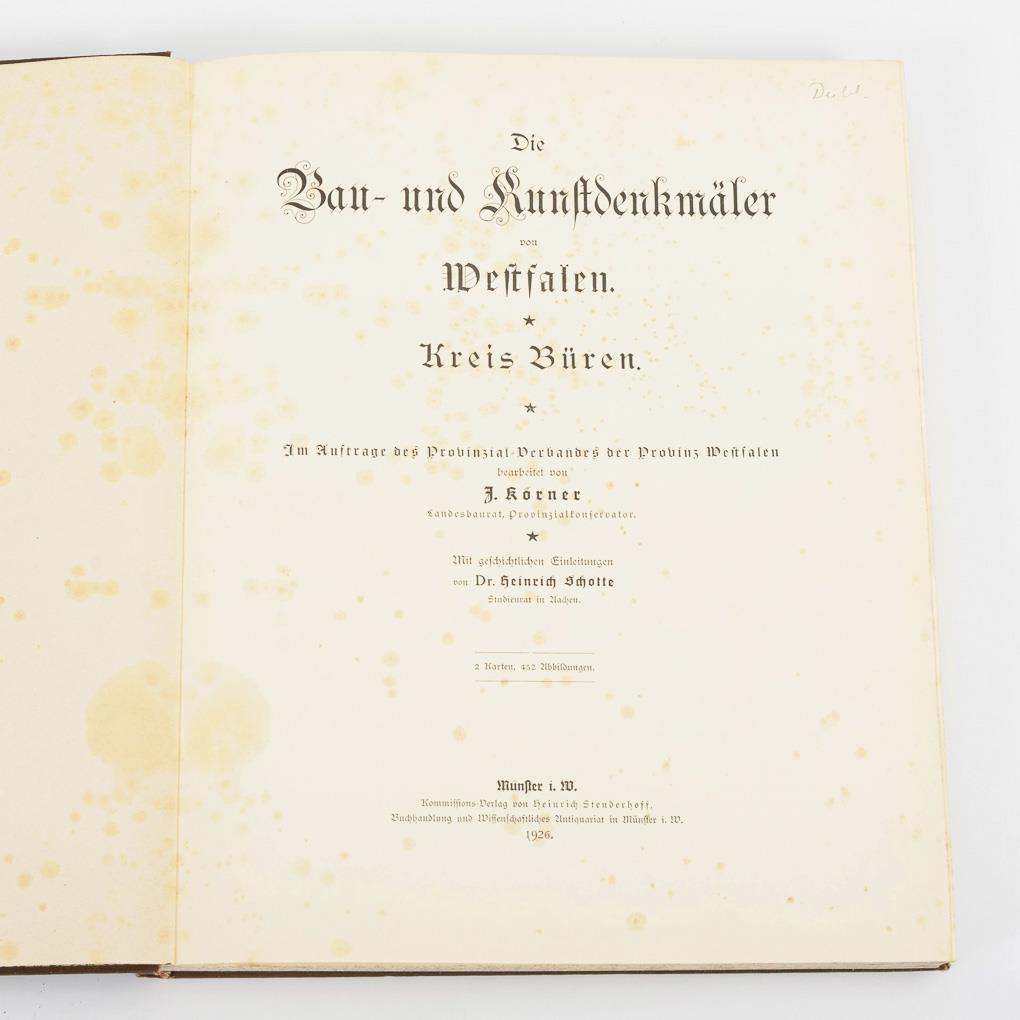 Die
Bau- und Kunstdenkmäler
von
Westfalen.
Kreis Büren.
Im Auftrage des Provinzial-Verbandes der Provinz Westfalen
bearbeitet von
J. Körner
Landesbaurat, Provinzialkonservator.
Mit geschichtlichen Einleitungen
von Dr. Heinrich Schotte
Studienrat in Aachen.
2 Karten, 452 Abbildungen.
Münster i. W.
Kommissions-Verlag von Heinrich Stenderhoff,
Buchhandlung und Wissenschaftliches Antiquariat in Münster i. W.
1926.